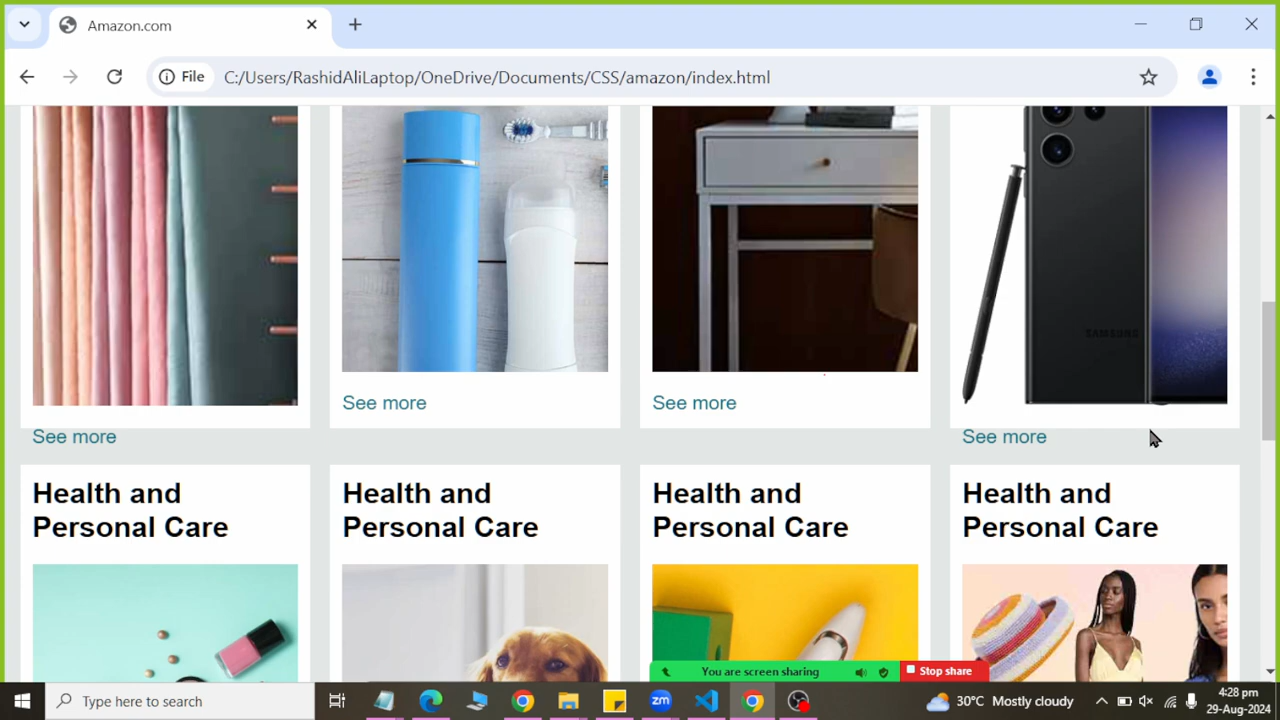 Amazon.com
File
C:/Users/RashidAliLaptop/OneDrive/Documents/CSS/amazon/index.html
SAMSUNG
See more
See more
See more
See more
Health and
Personal Care
Health and
Personal Care
Health and
Personal Care
Health and
Personal Care
You are screen sharing
Stop share
Type here to search
zm
30°C Mostly cloudy
4:28 pm
29-Aug-2024